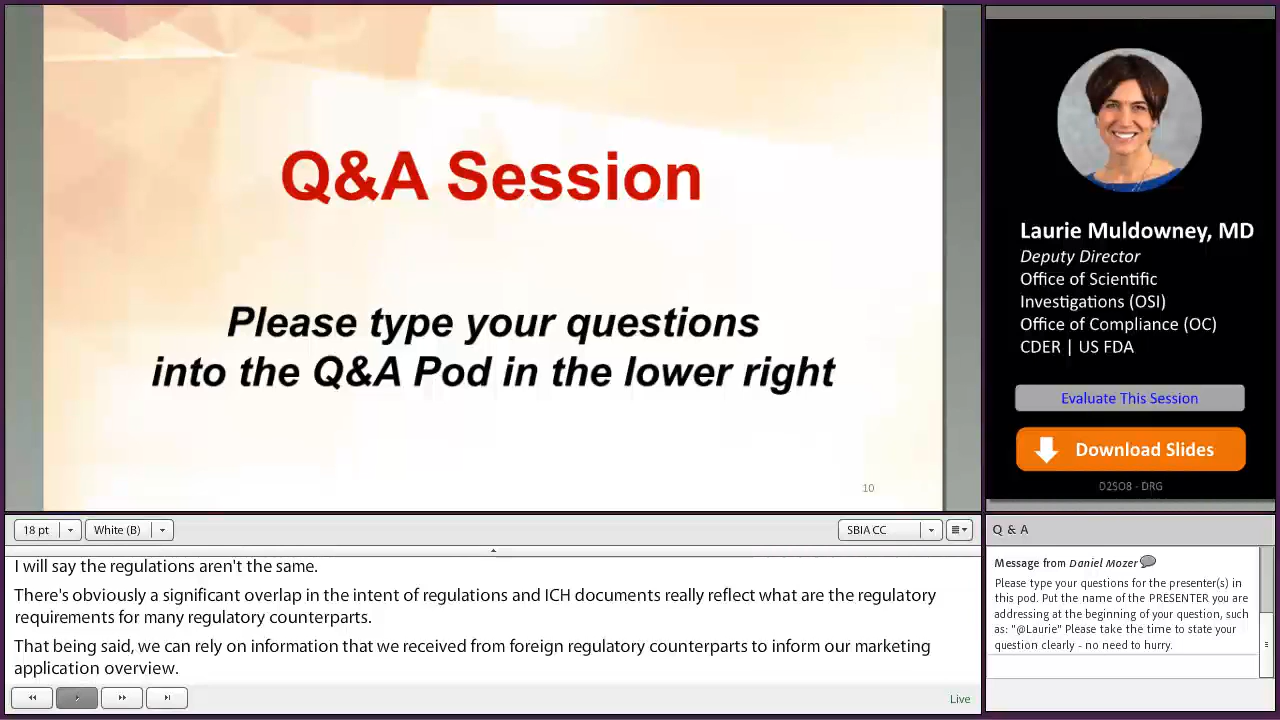 Q&A Session
Please type your questions
into the Q&A Pod in the lower right
10
Laurie Muldowney, MD
Deputy Director
Office of Scientific
Investigations (OSI)
Office of Compliance (OC)
CDER | US FDA
Evaluate This Session
Download Slides
D2S08 - DRG
18 pt
White (B)
SBIA CC
I will say the regulations aren't the same.
There's obviously a significant overlap in the intent of regulations and ICH documents really reflect what are the regulatory
requirements for many regulatory counterparts.
That being said, we can rely on information that we received from foreign regulatory counterparts to inform our marketing
application overview.
Live
Q & A
Message from Daniel Mozer
Please type your questions for the presenter(s) in
this pod. Put the name of the PRESENTER you are
addressing at the beginning of your question, such
as: "@Laurie" Please take the time to state your
question clearly - no need to hurry.